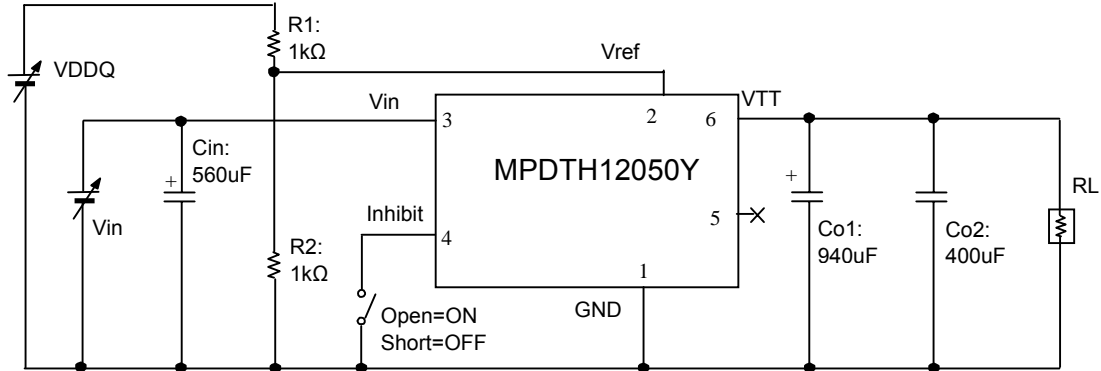 R1:
1kΩ
VDDQ
Vref
Vin
VTT
3
2
6
Cin:
560uF
MPDTH12050Y
RL
Vin
Inhibit
5
4
Co1:
940uF
Co2:
400uF
R2:
1kΩ
1
GND
Open=ON
Short=OFF